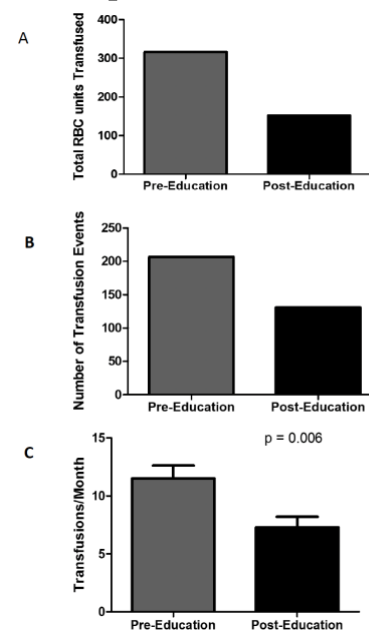 A
Total RBC units Transfused
400
300
200
100
0
Pre-Education Post-Education
B
Number of Transfusion Events
250
200
150
100
50
0
Pre-Education Post-Education
C
Transfusions/Month
p = 0.006
15
10
5
0
Pre-Education Post-Education